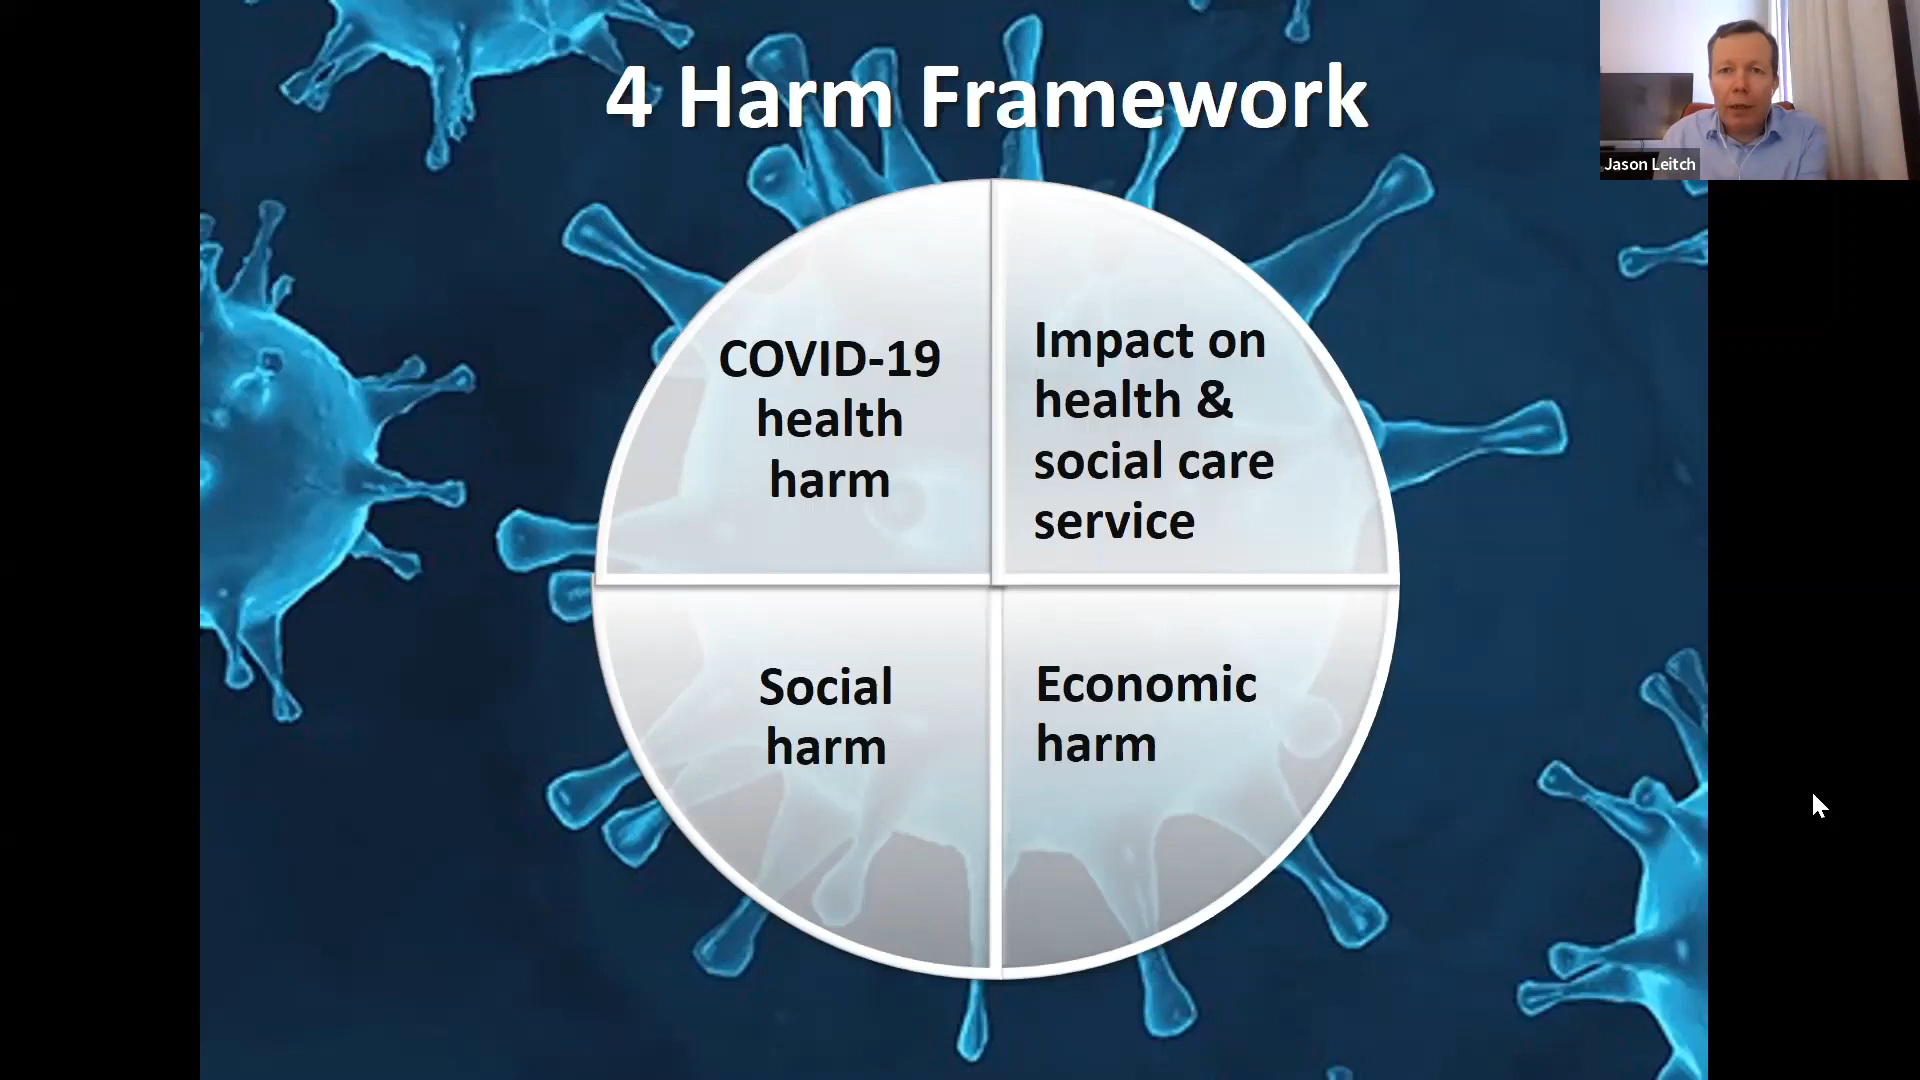 4 Harm Framework
Jason Leitch
COVID-19
health
harm
Impact on
health &
social care
service
Social
harm
Economic
harm